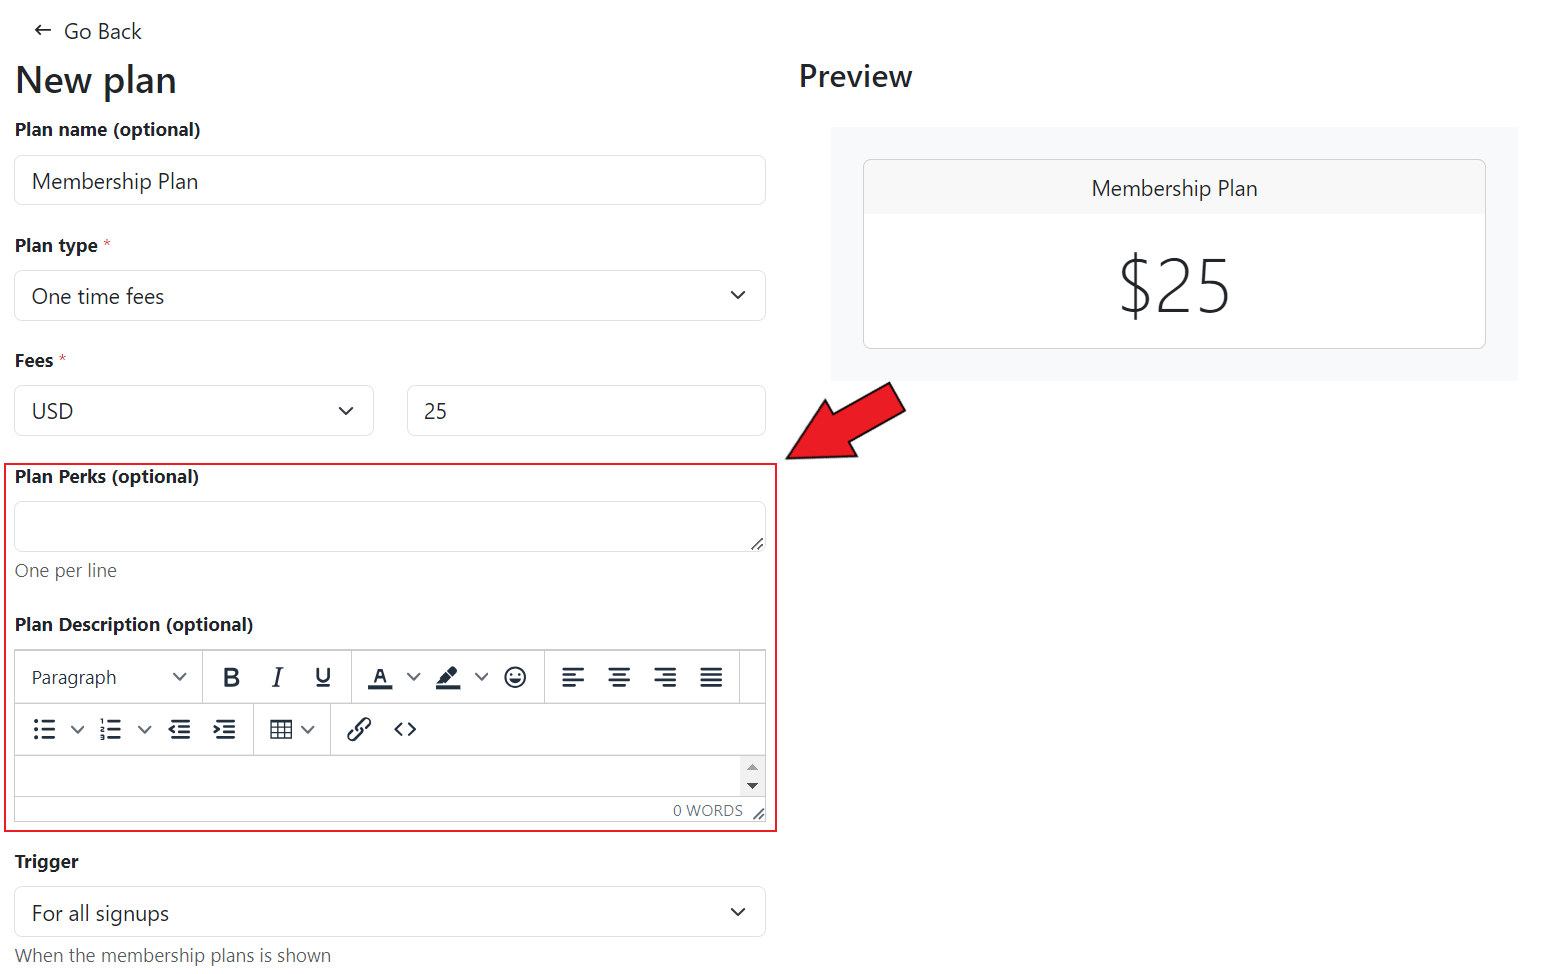 ← Go Back
New plan
Plan name (optional)
Membership Plan
Plan type *
One time fees
Fees *
USD
25
Plan Perks (optional)
One per line
Plan Description (optional)
Paragraph
B I U A
0 WORDS
Trigger
For all signups
When the membership plans is shown
Preview
Membership Plan
$25